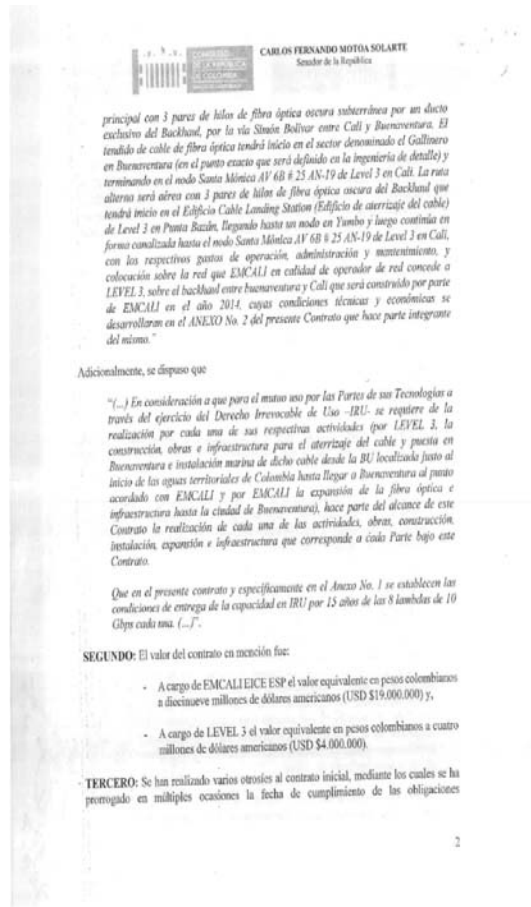 CONGRESO
DE LA REPÚBLICA
DE COLOMBIA
CARLOS FERNANDO MOTOA SOLARTE
Senador de la República
principal con 3 pares de hilos de fibra óptica oscura subterránea por un ducto
exclusivo del Backhaul, por la vía Simón Bolívar entre Cali y Buenaventura. El
tendido de cable de fibra óptica tendrá inicio en el sector denominado el Gallinero
en Buenaventura (en el punto exacto que será definido en la ingeniería de detalle) y
terminando en el nodo Santa Mónica AV 6B # 25 AN-19 de Level 3 en Cali. La ruta
alterna será aérea con 3 pares de hilos de fibra óptica oscura del Backhaul que
tendrá inicio en el Edificio Cable Landing Station (Edificio de aterrizaje del cable)
de Level 3 en Punta Bazán, llegando hasta un nodo en Yumbo y luego continúa en
forma canalizada hasta el nodo Santa Mónica AV 6B # 25 AN-19 de Level 3 en Cali,
con los respectivos gastos de operación, administración y mantenimiento, y
colocación sobre la red que EMCALI en calidad de operador de red concede a
LEVEL 3, sobre el backhaul entre buenaventura y Cali que será construido por parte
de EMCALI en el año 2014, cuyas condiciones técnicas y económicas se
desarrollaran en el ANEXO No. 2 del presente Contrato que hace parte integrante
del mismo."
Adicionalmente, se dispuso que
"(...) En consideración a que para el mutuo uso por las Partes de sus Tecnologías a
través del ejercicio del Derecho Irrevocable de Uso –IRU- se requiere de la
realización por cada una de sus respectivas actividades (por LEVEL 3, la
construcción, obras e infraestructura para el aterrizaje del cable y puesta en
Buenaventura e instalación marina de dicho cable desde la BU localizada justo al
inicio de las aguas territoriales de Colombia hasta llegar a Buenaventura al punto
acordado con EMCALI y por EMCALI la expansión de la fibra óptica e
infraestructura hasta la ciudad de Buenaventura), hace parte del alcance de este
Contrato la realización de cada una de las actividades, obras, construcción,
instalación, expansión e infraestructura que corresponde a cada Parte bajo este
Contrato.
Que en el presente contrato y específicamente en el Anexo No. 1 se establecen las
condiciones de entrega de la capacidad en IRU por 15 años de las 8 lambdas de 10
Gbps cada una. (...)".
SEGUNDO: El valor del contrato en mención fue:
- A cargo de EMCALI EICE ESP el valor equivalente en pesos colombianos
a diecinueve millones de dólares americanos (USD $19.000.000) y,
- A cargo de LEVEL 3 el valor equivalente en pesos colombianos a cuatro
millones de dólares americanos (USD $4.000.000).
TERCERO: Se han realizado varios otrosíes al contrato inicial, mediante los cuales se ha
prorrogado en múltiples ocasiones la fecha de cumplimiento de las obligaciones
2